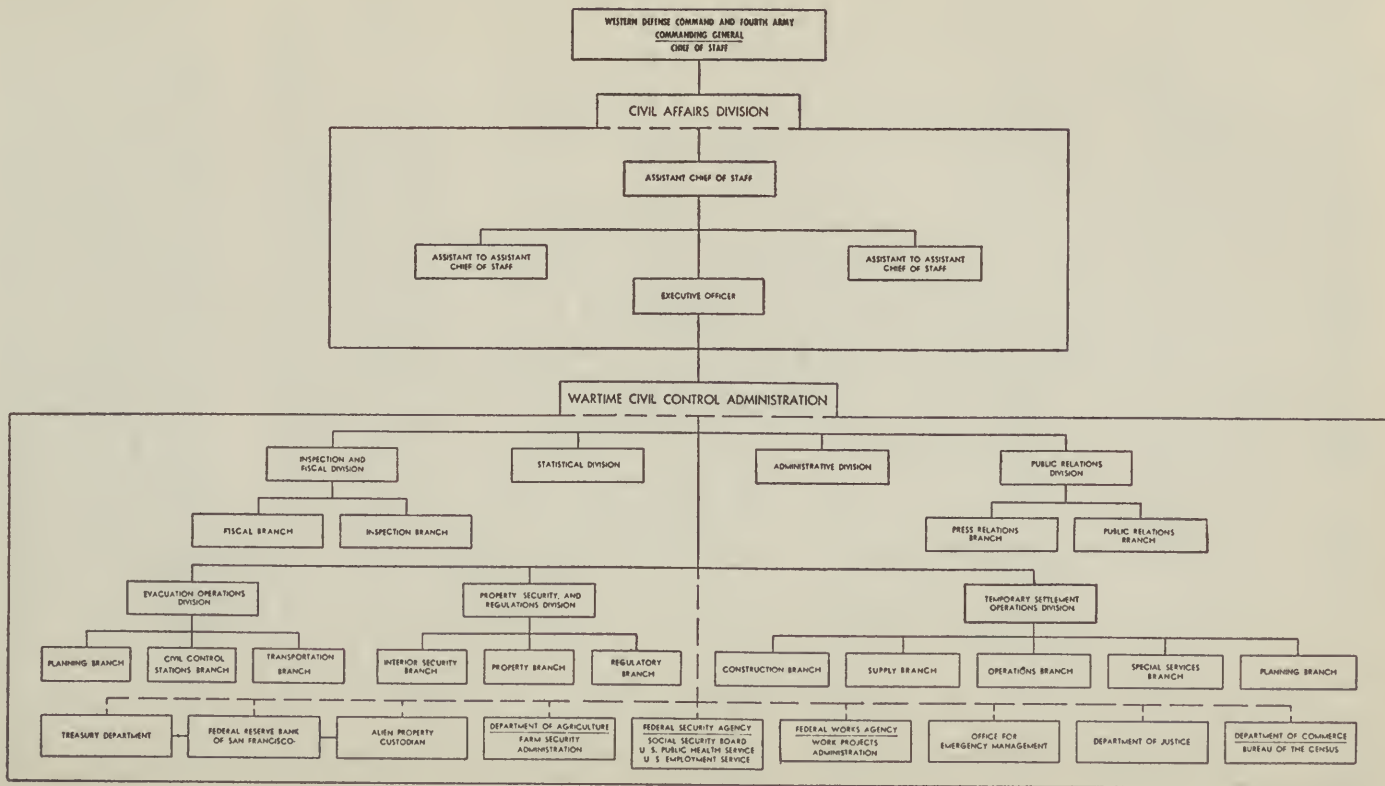 WESTERN DEFENSE COMMAND AND FOURTH ARMY
COMMANDING GENERAL
CHIEF OF STAFF
CIVIL AFFAIRS DIVISION
ASSISTANT CHIEF OF STAFF
ASSISTANT TO ASSISTANT
CHIEF OF STAFF
ASSISTANT TO ASSISTANT
CHIEF OF STAFF
EXECUTIVE OFFICER
WARTIME CIVIL CONTROL ADMINISTRATION
INSPECTION AND
FISCAL DIVISION
STATISTICAL DIVISION
ADMINISTRATIVE DIVISION
PUBLIC RELATIONS
DIVISION
FISCAL BRANCH
INSPECTION BRANCH
PRESS RELATIONS
BRANCH
PUBLIC RELATIONS
BRANCH
EVACUATION OPERATIONS
DIVISION
PROPERTY SECURITY, AND
REGULATIONS DIVISION
TEMPORARY SETTLEMENT
OPERATIONS DIVISION
PLANNING BRANCH
CIVIL CONTROL
STATIONS BRANCH
TRANSPORTATION
BRANCH
INTERIOR SECURITY
BRANCH
PROPERTY BRANCH
REGULATORY
BRANCH
CONSTRUCTION BRANCH
SUPPLY BRANCH
OPERATIONS BRANCH
SPECIAL SERVICES
BRANCH
PLANNING BRANCH
TREASURY DEPARTMENT
FEDERAL RESERVE BANK
OF SAN FRANCISCO
ALIEN PROPERTY
CUSTODIAN
DEPARTMENT OF AGRICULTURE
FARM SECURITY
ADMINISTRATION
FEDERAL SECURITY AGENCY
SOCIAL SECURITY BOARD
U. S. PUBLIC HEALTH SERVICE
U. S. EMPLOYMENT SERVICE
FEDERAL WORKS AGENCY
WORK PROJECTS
ADMINISTRATION
OFFICE FOR
EMERGENCY MANAGEMENT
DEPARTMENT OF JUSTICE
DEPARTMENT OF COMMERCE
BUREAU OF THE CENSUS